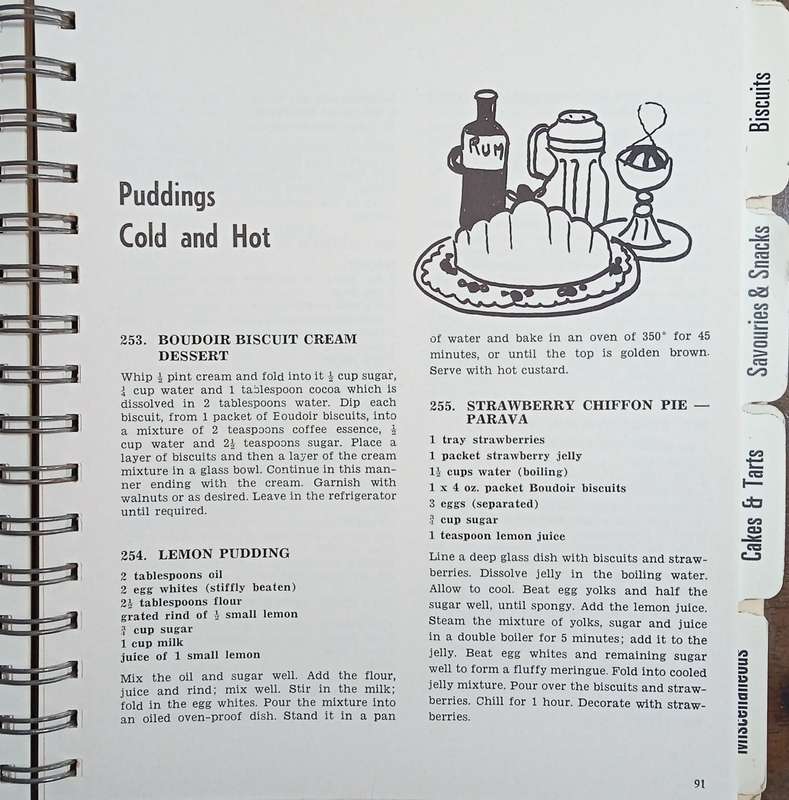 RUM
Puddings
Cold and Hot
253. BOUDOIR BISCUIT CREAM
DESSERT
Whip ½ pint cream and fold into it ½ cup sugar,
¼ cup water and 1 tablespoon cocoa which is
dissolved in 2 tablespoons water. Dip each
biscuit, from 1 packet of Boudoir biscuits, into
a mixture of 2 teaspoons coffee essence, ½
cup water and 2½ teaspoons sugar. Place a
layer of biscuits and then a layer of the cream
mixture in a glass bowl. Continue in this man-
ner ending with the cream. Garnish with
walnuts or as desired. Leave in the refrigerator
until required.
254. LEMON PUDDING
2 tablespoons oil
2 egg whites (stiffly beaten)
2½ tablespoons flour
grated rind of ½ small lemon
¾ cup sugar
1 cup milk
juice of 1 small lemon
Mix the oil and sugar well. Add the flour,
juice and rind; mix well. Stir in the milk;
fold in the egg whites. Pour the mixture into
an oiled oven-proof dish. Stand it in a pan
of water and bake in an oven of 350° for 45
minutes, or until the top is golden brown.
Serve with hot custard.
255. STRAWBERRY CHIFFON PIE —
PARAVA
1 tray strawberries
1 packet strawberry jelly
1½ cups water (boiling)
1 x 4 oz. packet Boudoir biscuits
3 eggs (separated)
¾ cup sugar
1 teaspoon lemon juice
Line a deep glass dish with biscuits and straw-
berries. Dissolve jelly in the boiling water.
Allow to cool. Beat egg yolks and half the
sugar well, until spongy. Add the lemon juice.
Steam the mixture of yolks, sugar and juice
in a double boiler for 5 minutes; add it to the
jelly. Beat egg whites and remaining sugar
well to form a fluffy meringue. Fold into cooled
jelly mixture. Pour over the biscuits and straw-
berries. Chill for 1 hour. Decorate with straw-
berries.
91
Biscuits
Savouries & Snacks
Cakes & Tarts
Miscellaneous